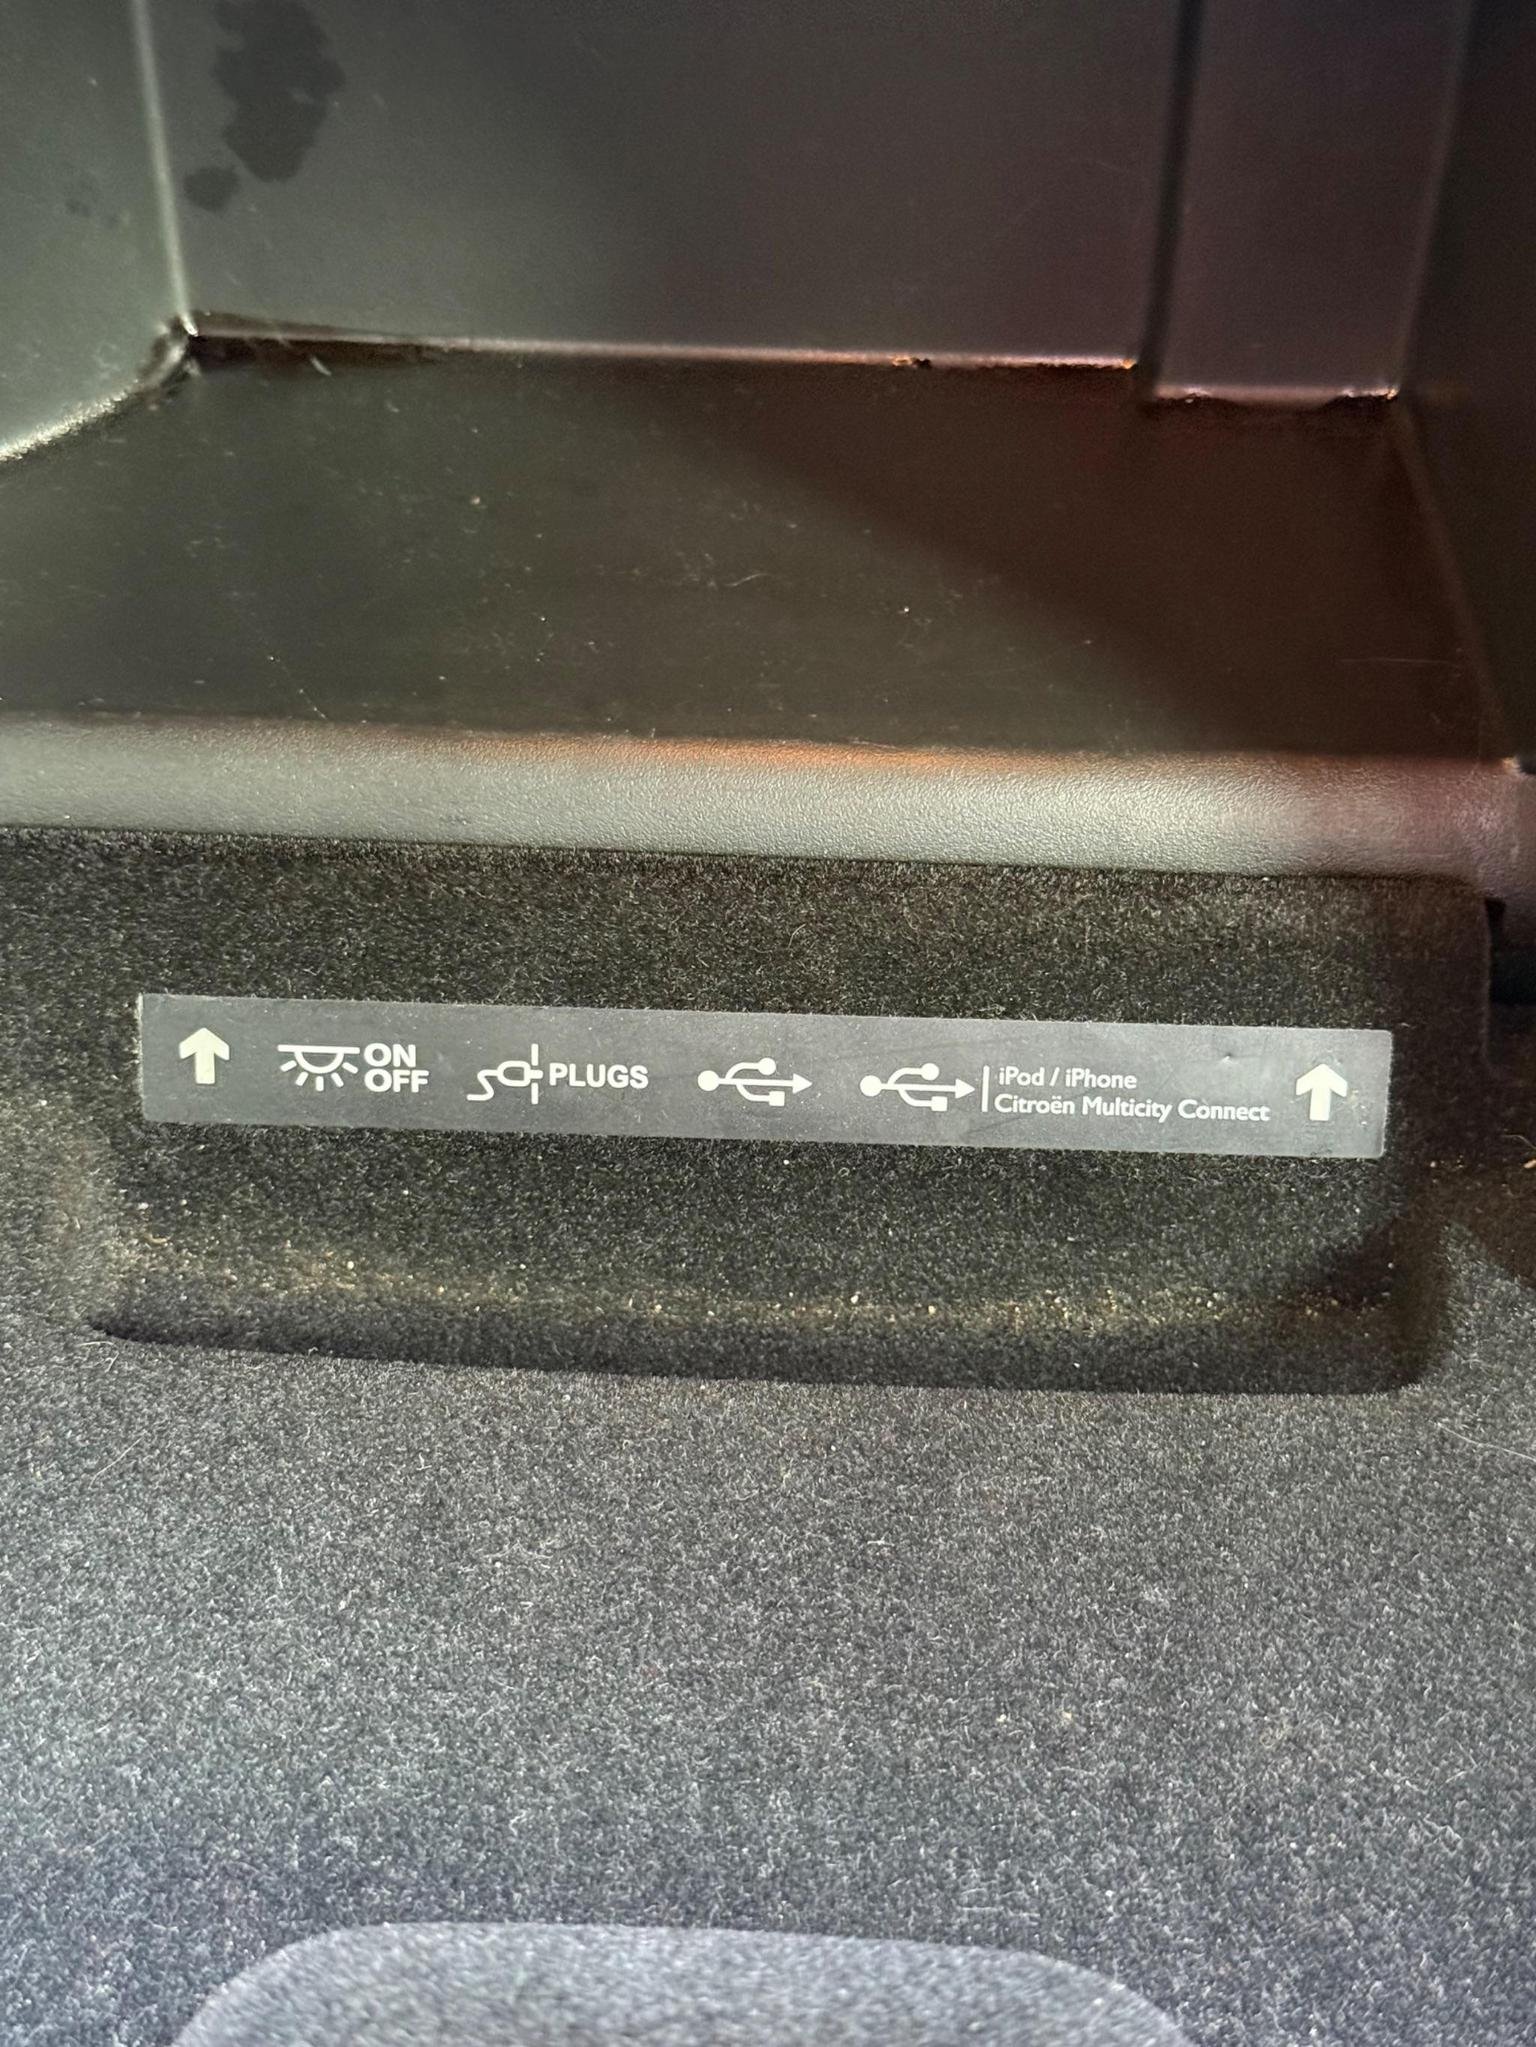 ON
OFF
PLUGS
iPod / iPhone
Citroën Multicity Connect